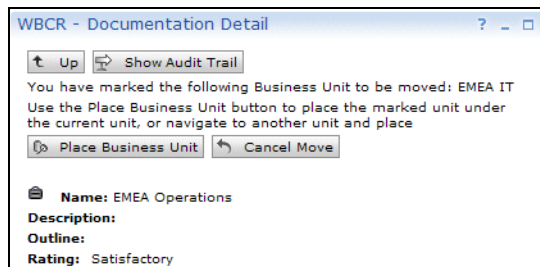 WBCR - Documentation Detail ?
Up Show Audit Trail
You have marked the following Business Unit to be moved: EMEA IT
Use the Place Business Unit button to place the marked unit under
the current unit, or navigate to another unit and place
Place Business Unit Cancel Move
Name: EMEA Operations
Description:
Outline:
Rating: Satisfactory